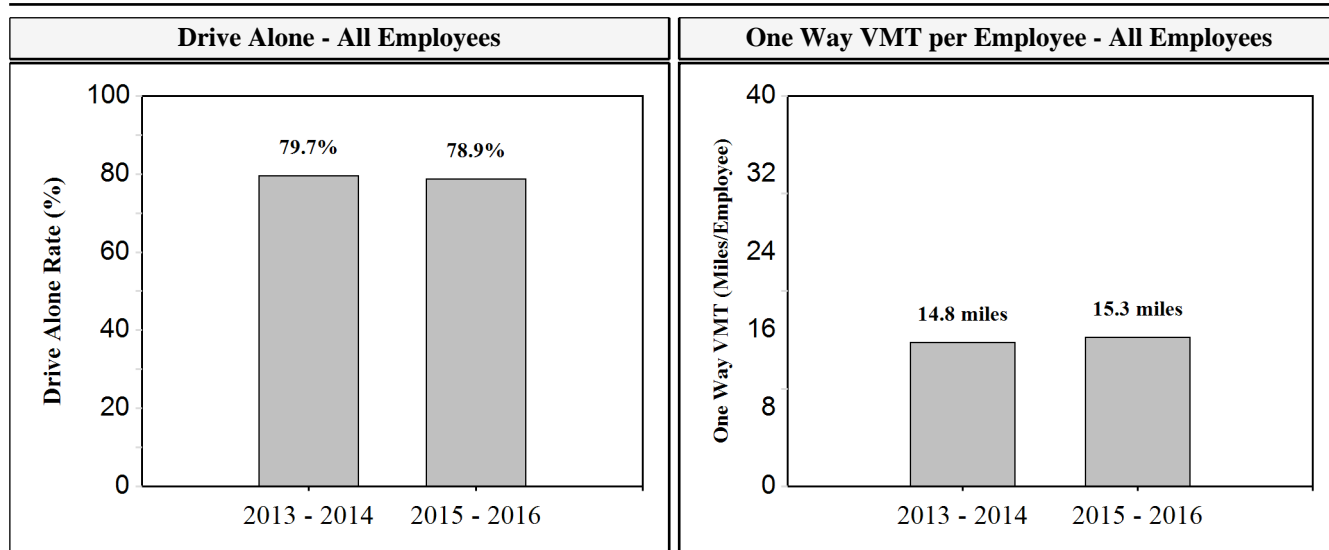 Drive Alone - All Employees
100
80
60
40
20
0
Drive Alone Rate (%)
79.7%
78.9%
2013 - 2014
2015 - 2016
One Way VMT per Employee - All Employees
40
32
24
16
8
0
One Way VMT (Miles/Employee)
14.8 miles
15.3 miles
2013 - 2014
2015 - 2016